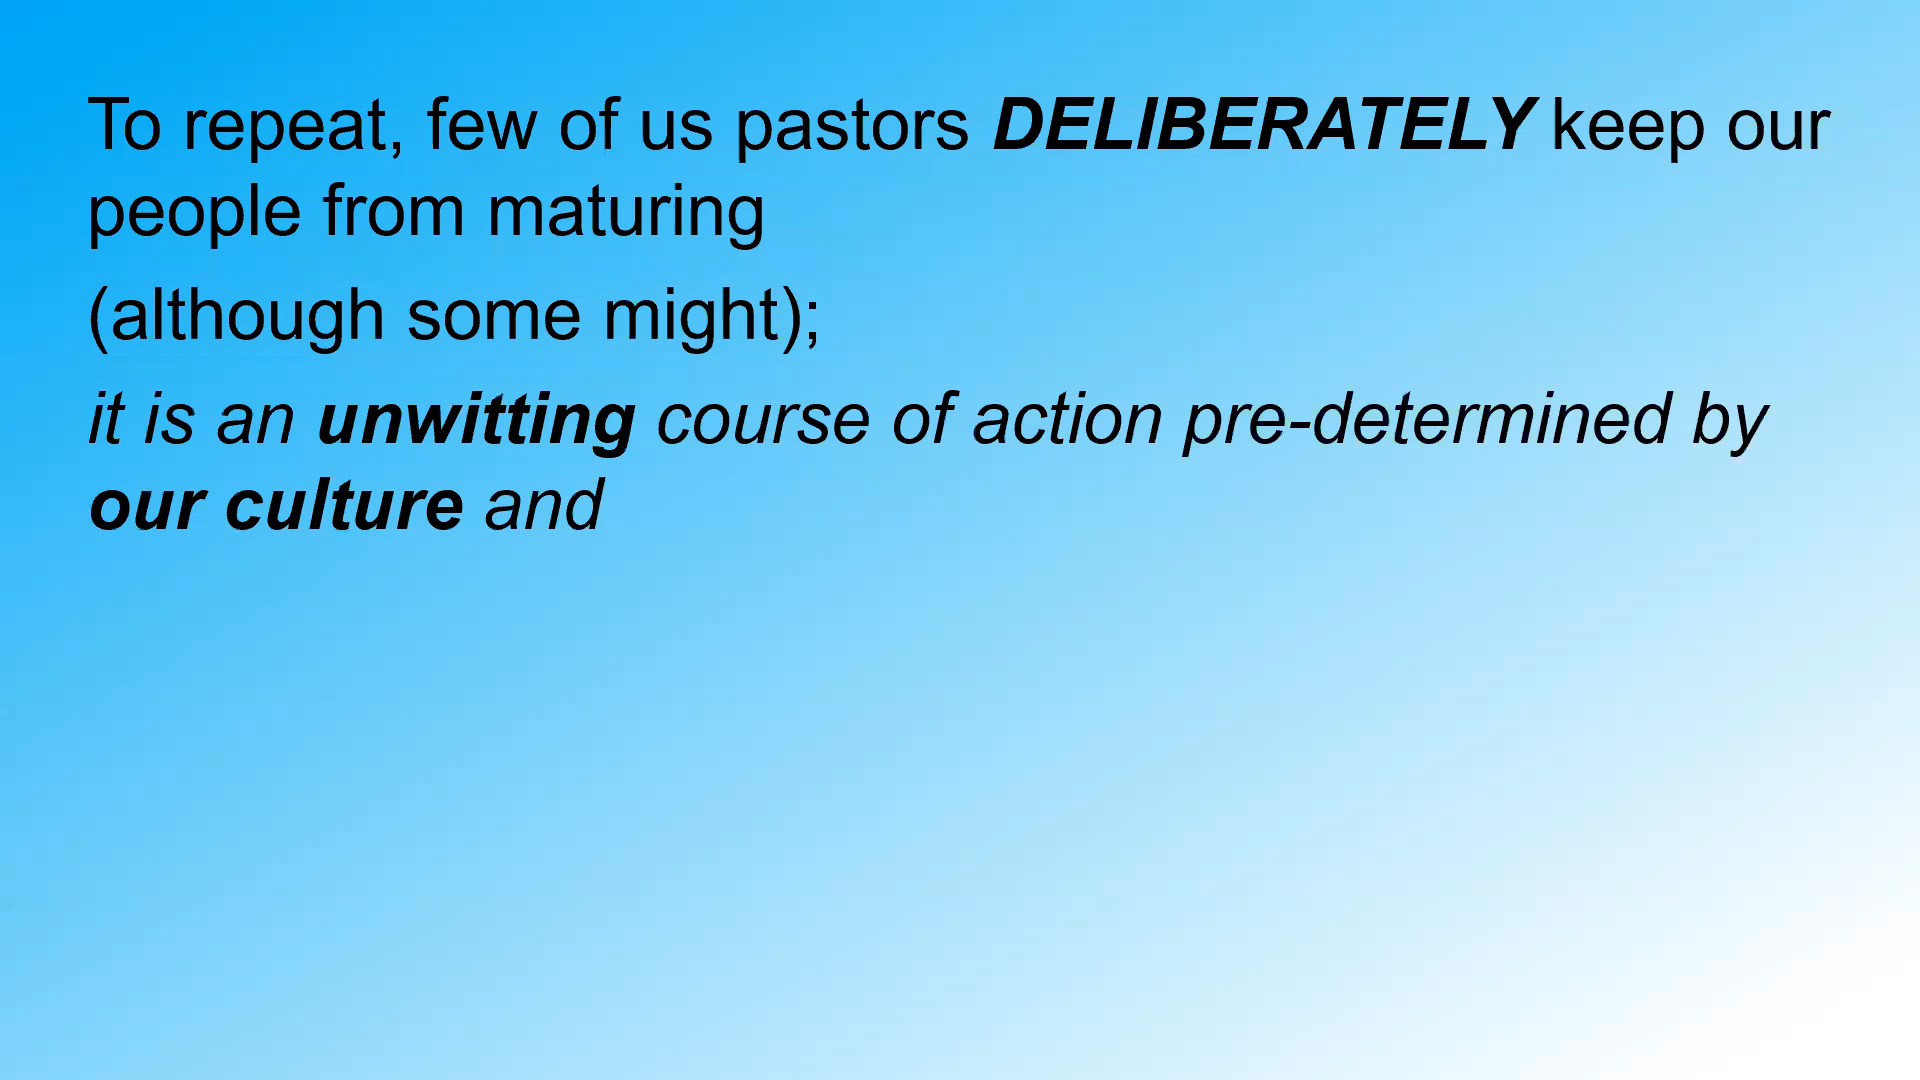 To repeat, few of us pastors DELIBERATELY keep our
people from maturing
(although some might);
it is an unwitting course of action pre-determined by
our culture and